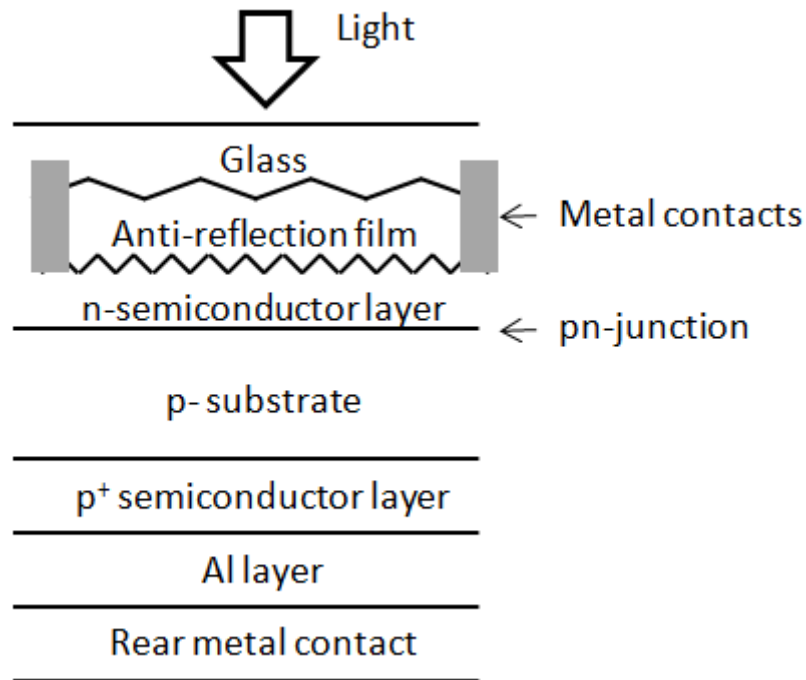 Light
Glass
Metal contacts
Anti-reflection film
n-semiconductor layer
pn-junction
p- substrate
p⁺ semiconductor layer
Al layer
Rear metal contact